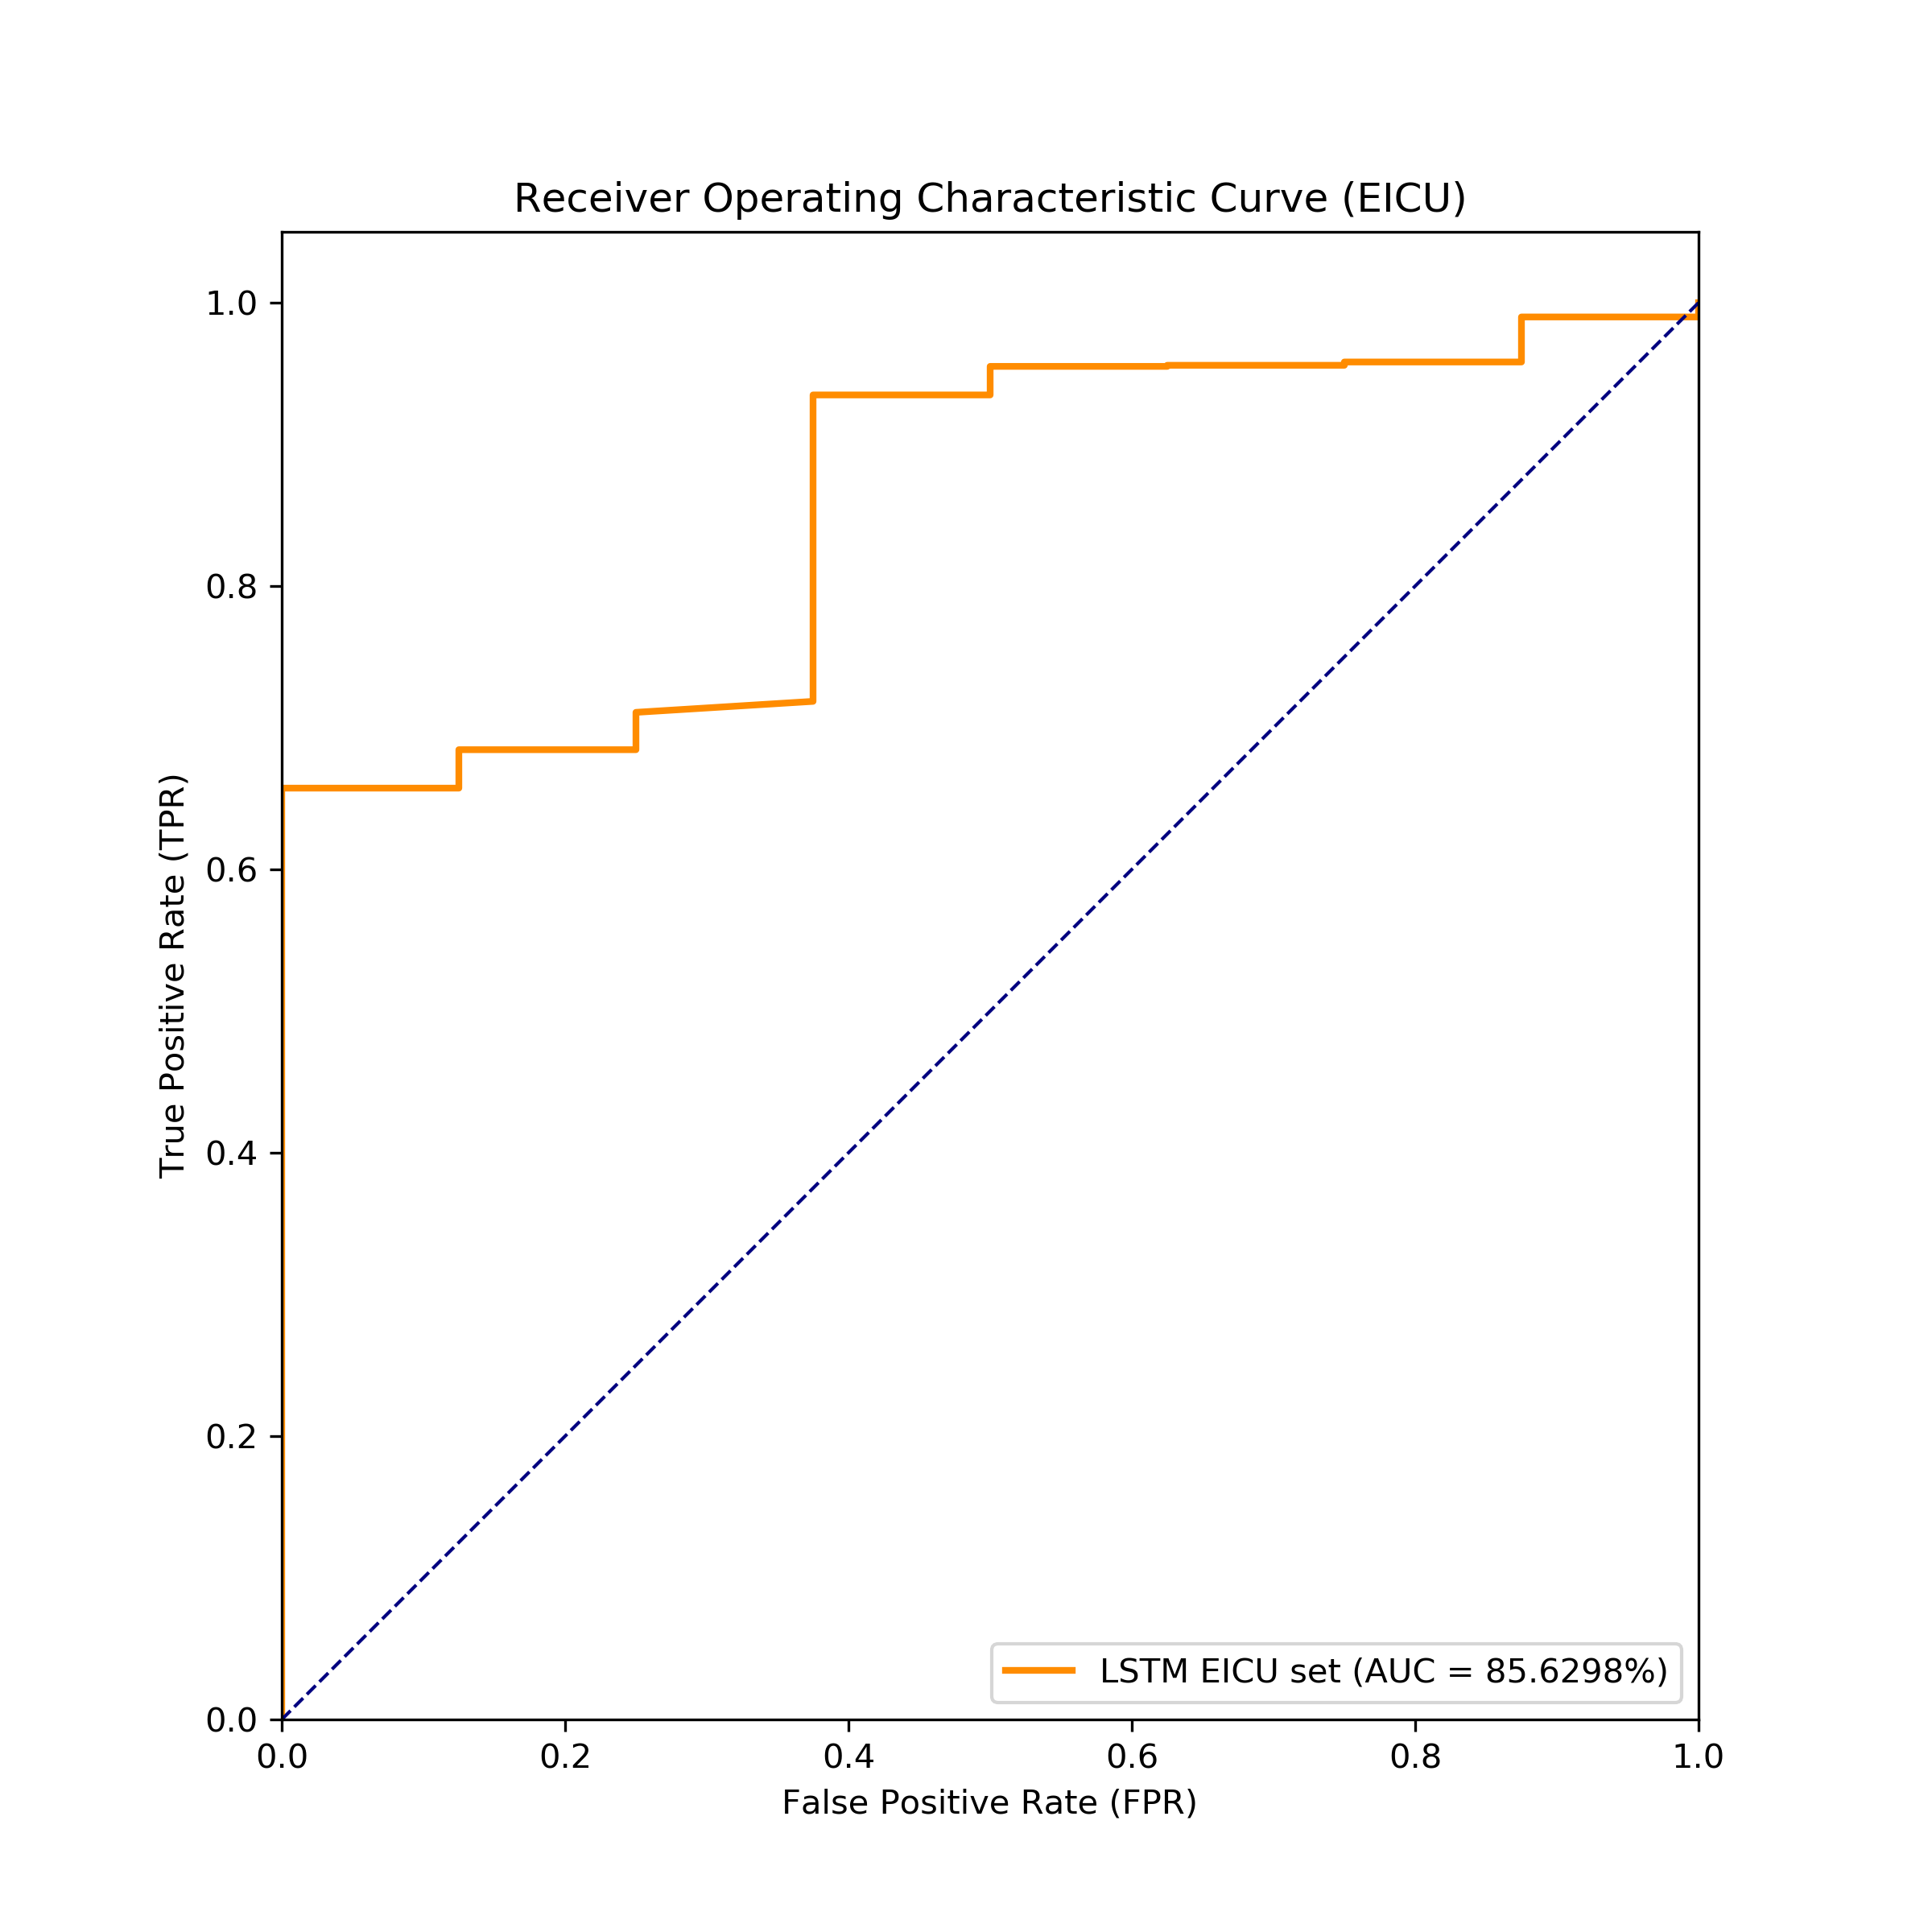 Receiver Operating Characteristic Curve (EICU)
1.0
0.8
0.6
0.4
0.2
0.0
True Positive Rate (TPR)
LSTM EICU set (AUC = 85.6298%)
0.0 0.2 0.4 0.6 0.8 1.0
False Positive Rate (FPR)